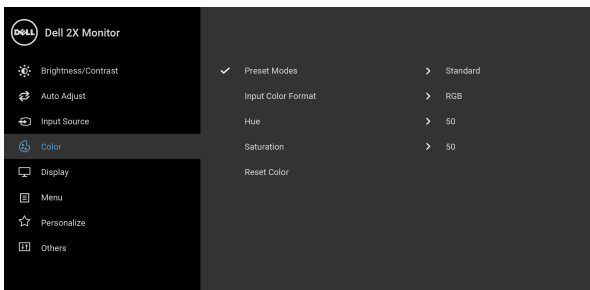 DELL Dell 2X Monitor
Brightness/Contrast
Auto Adjust
Input Source
Color
Display
Menu
Personalize
Others
Preset Modes Standard
Input Color Format RGB
Hue 50
Saturation 50
Reset Color